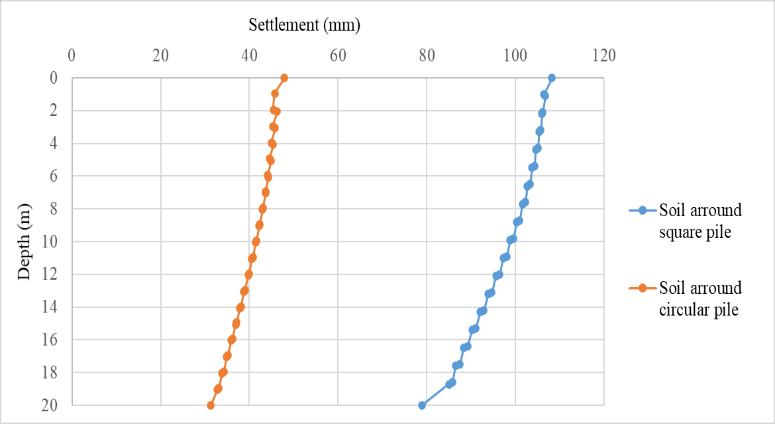 Settlement (mm)
0 20 40 60 80 100 120
0
2
4
6
8
10
12
14
16
18
20
Depth (m)
Soil arround
square pile
Soil arround
circular pile